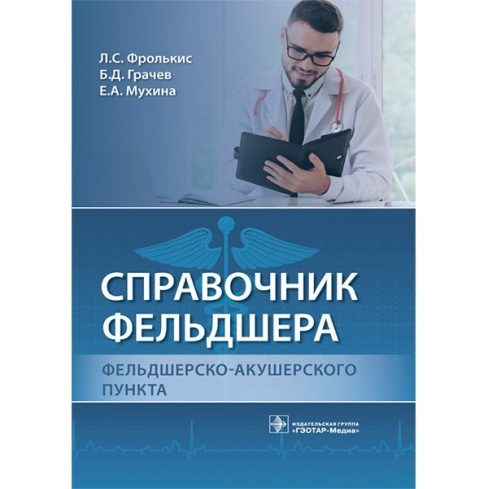 Л.С. Фролькис
Б.Д. Грачев
Е.А. Мухина
СПРАВОЧНИК
ФЕЛЬДШЕРА
ФЕЛЬДШЕРСКО-АКУШЕРСКОГО
ПУНКТА
ИЗДАТЕЛЬСКАЯ ГРУППА
«ГЭОТАР-Медиа»